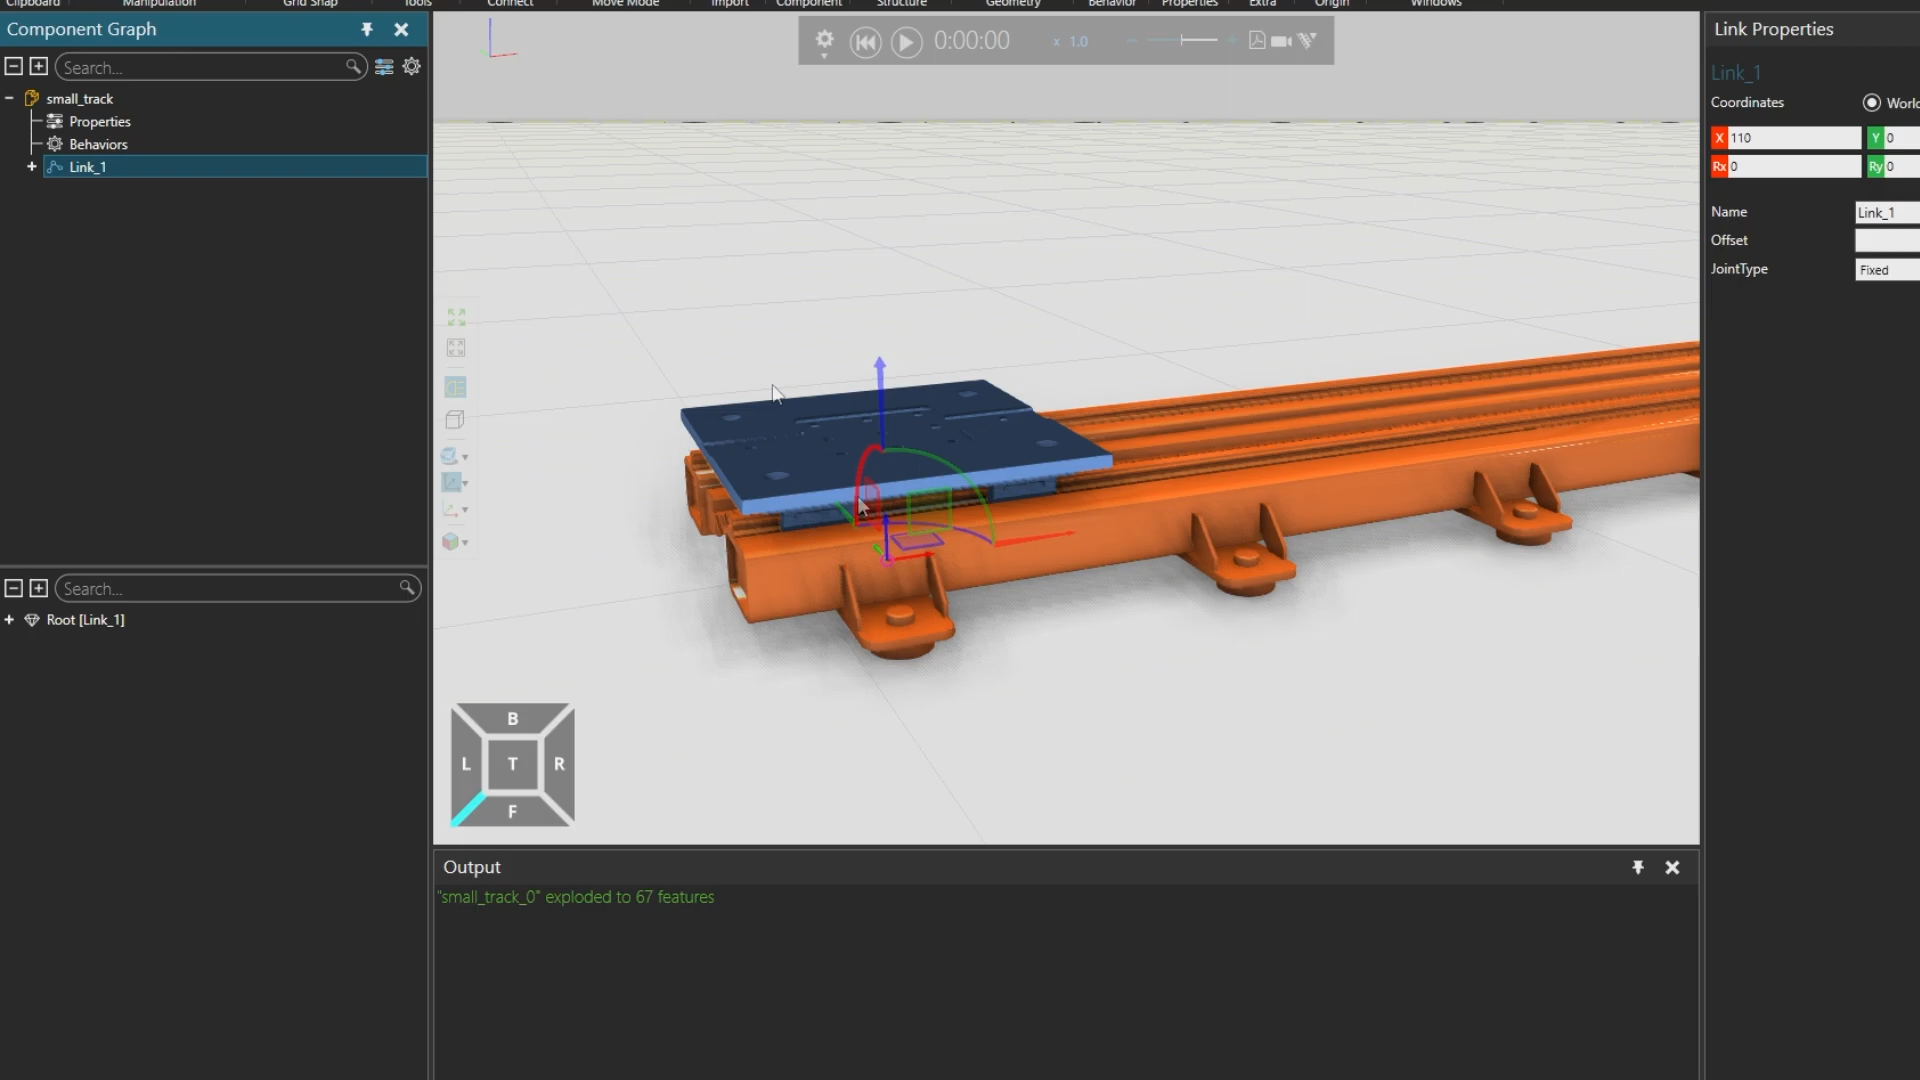 Clipboard Manipulation Grid Snap Tools Connect Move Mode Import Component Structure Geometry Behavior Properties Extra Origin Windows
Component Graph
Search...
small_track
Properties
Behaviors
Link_1
Search...
Root [Link_1]
0:00:00
x 1.0
B
L T R
F
Output
"small_track_0" exploded to 67 features
Link Properties
Link_1
Coordinates Worl
X 110 Y 0
Rx 0 Ry 0
Name Link_1
Offset
JointType Fixed